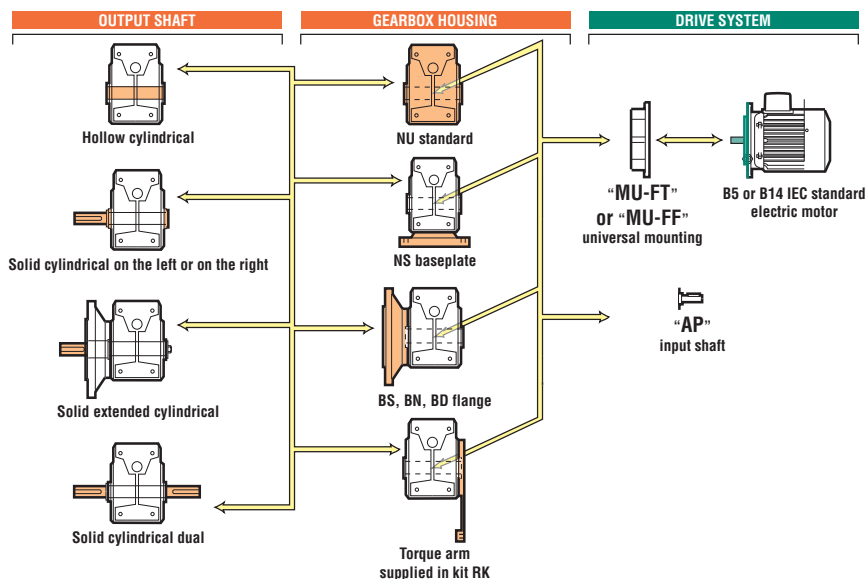 OUTPUT SHAFT
GEARBOX HOUSING
DRIVE SYSTEM
Hollow cylindrical
NU standard
“MU-FT”
or “MU-FF”
universal mounting
B5 or B14 IEC standard
electric motor
Solid cylindrical on the left or on the right
NS baseplate
“AP”
input shaft
Solid extended cylindrical
BS, BN, BD flange
Solid cylindrical dual
Torque arm
supplied in kit RK